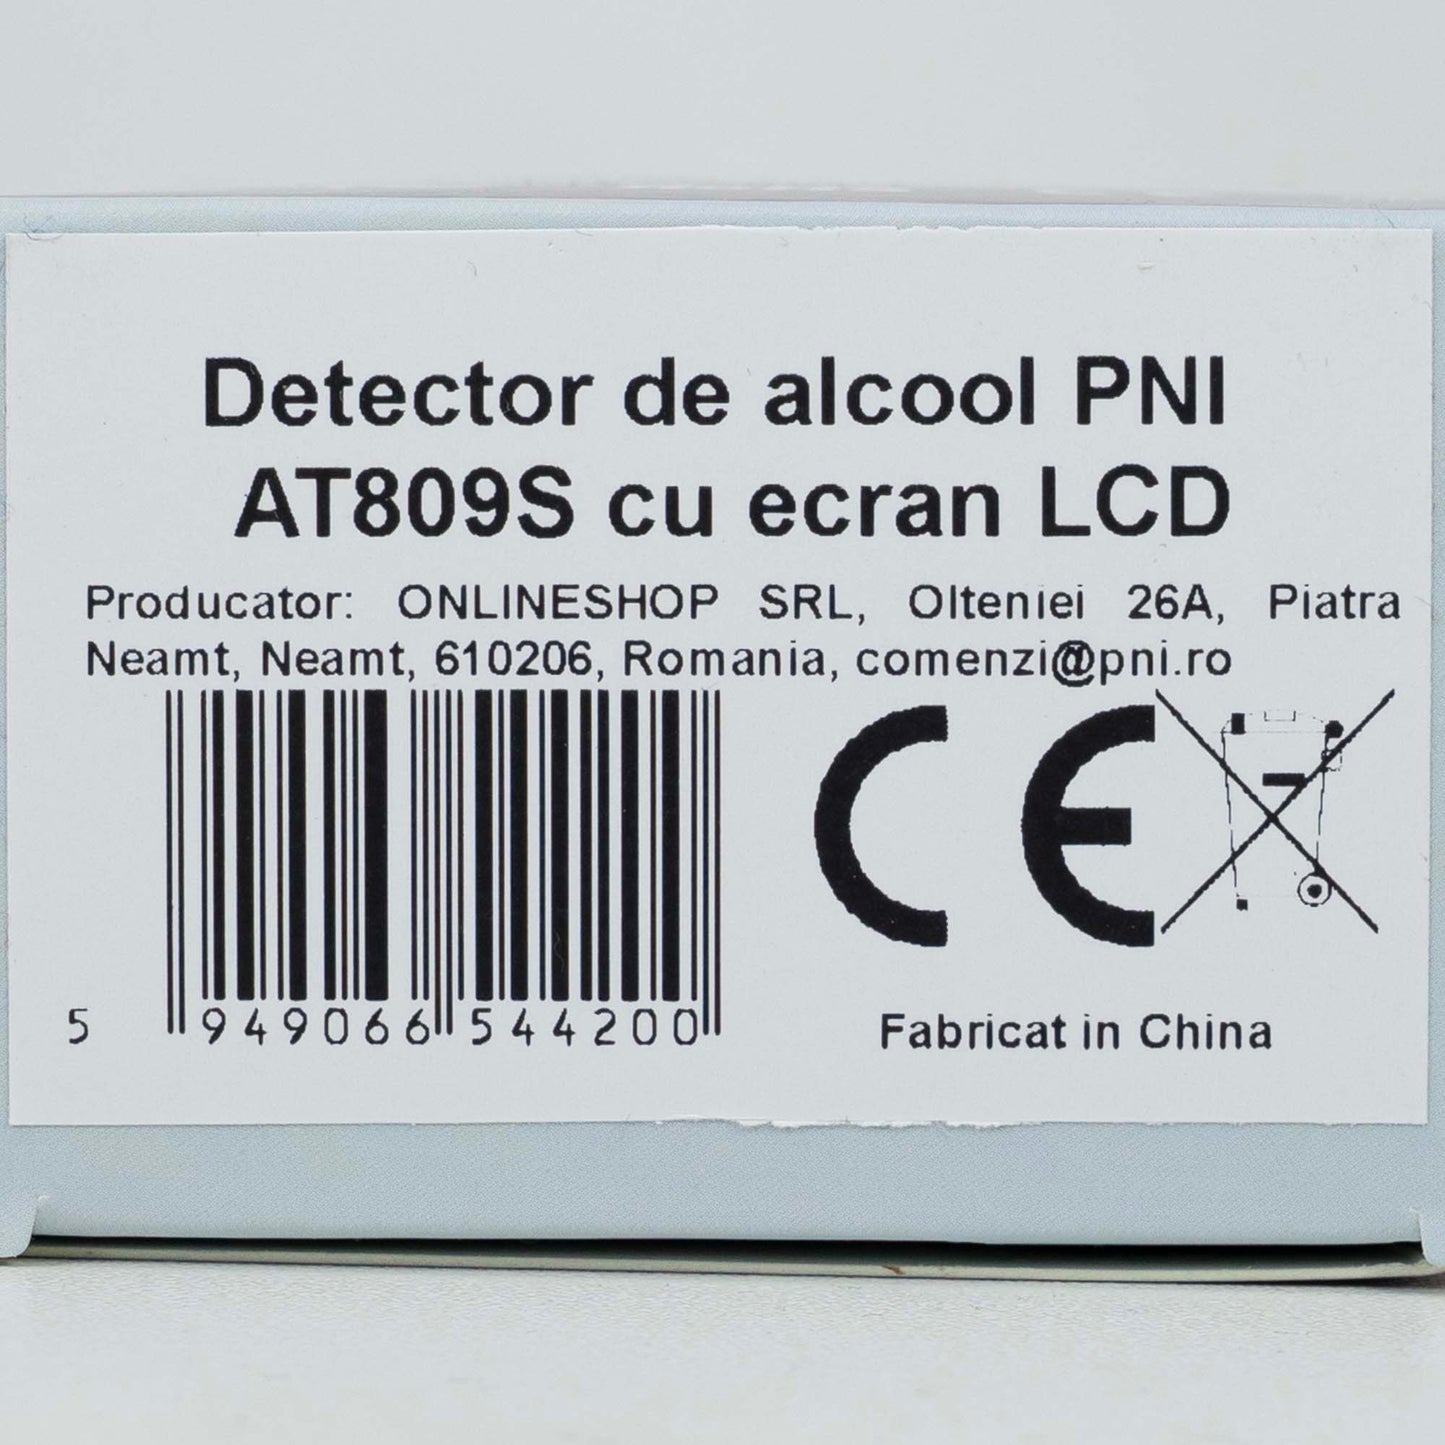 Detector de alcool PNI
AT809S cu ecran LCD
Producator: ONLINESHOP SRL, Olteniei 26A, Piatra
Neamt, Neamt, 610206, Romania, comenzi@pni.ro
CE
5 949066 544200
Fabricat in China